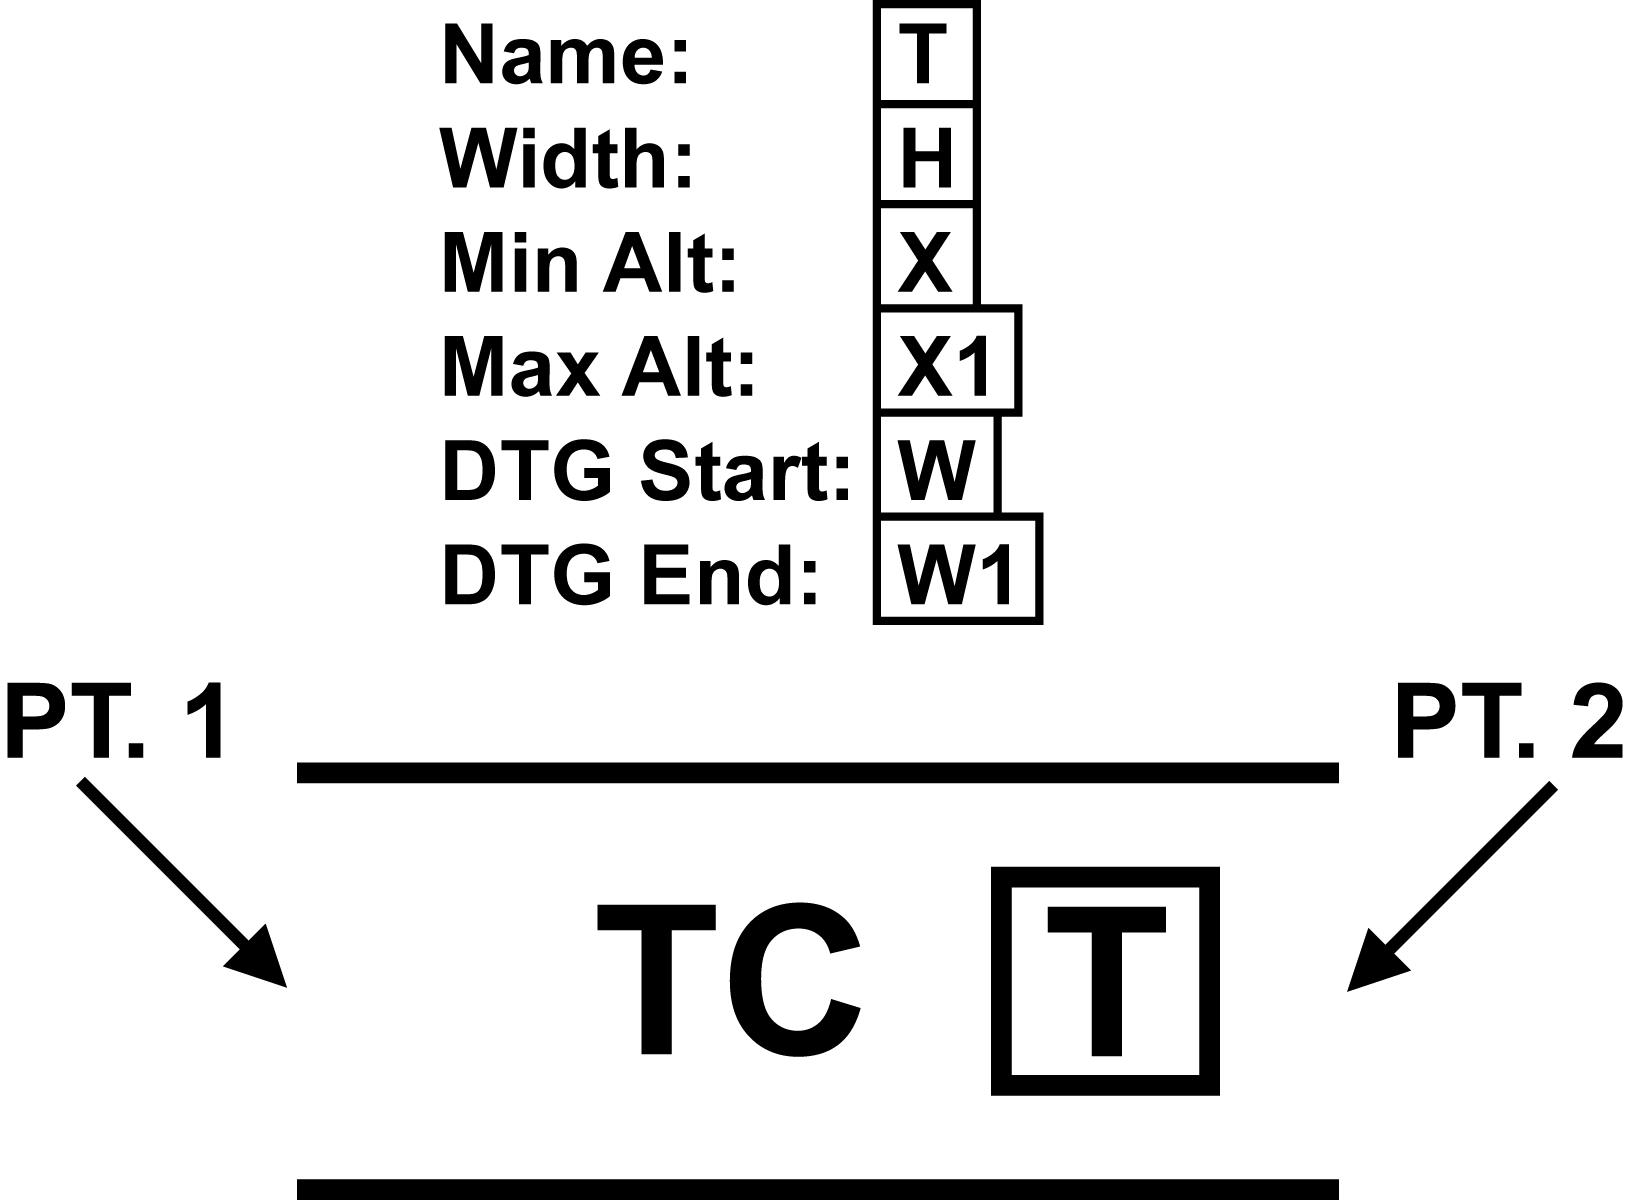 Name: T
Width: H
Min Alt: X
Max Alt: X1
DTG Start: W
DTG End: W1
PT. 1 PT. 2
TC T